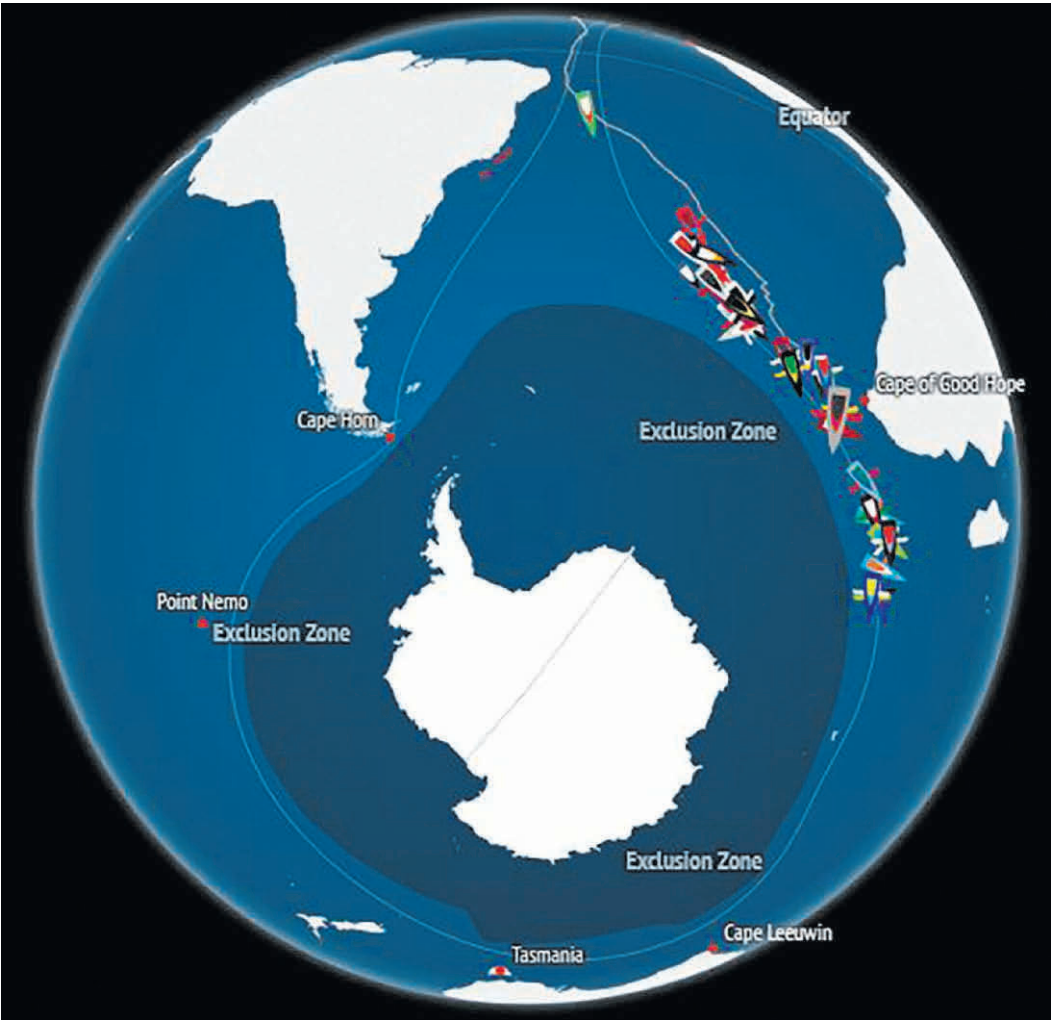 Equator
Cape of Good Hope
Cape Horn
Exclusion Zone
Point Nemo
Exclusion Zone
Exclusion Zone
Cape Leeuwin
Tasmania